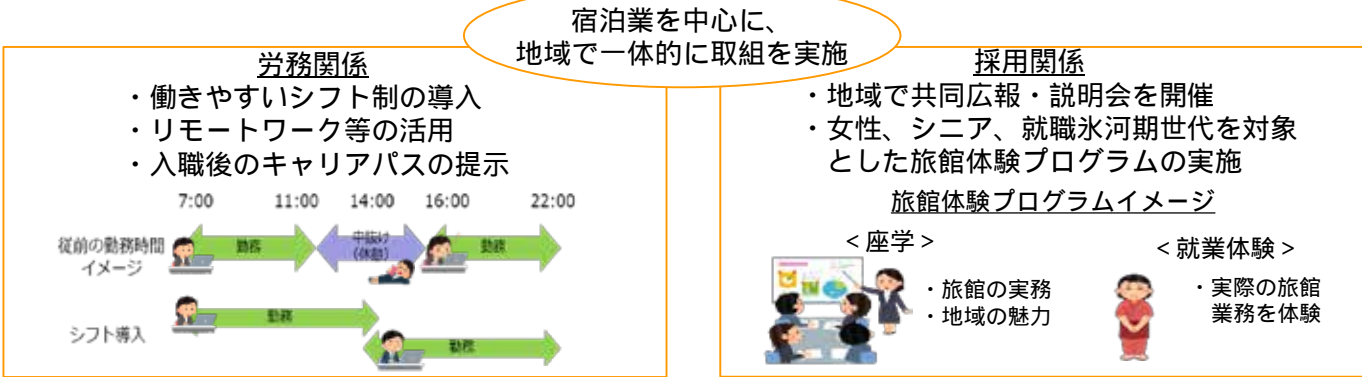 宿泊業を中心に、
地域で一体的に取組を実施
労務関係
・働きやすいシフト制の導入
・リモートワーク等の活用
・入職後のキャリアパスの提示
7:00 11:00 14:00 16:00 22:00
従前の勤務時間
イメージ
勤務 中抜け 勤務
(休憩)
シフト導入
勤務
勤務
採用関係
・地域で共同広報・説明会を開催
・女性、シニア、就職氷河期世代を対象
とした旅館体験プログラムの実施
旅館体験プログラムイメージ
<座学>
・旅館の実務
・地域の魅力
<就業体験>
・実際の旅館
業務を体験